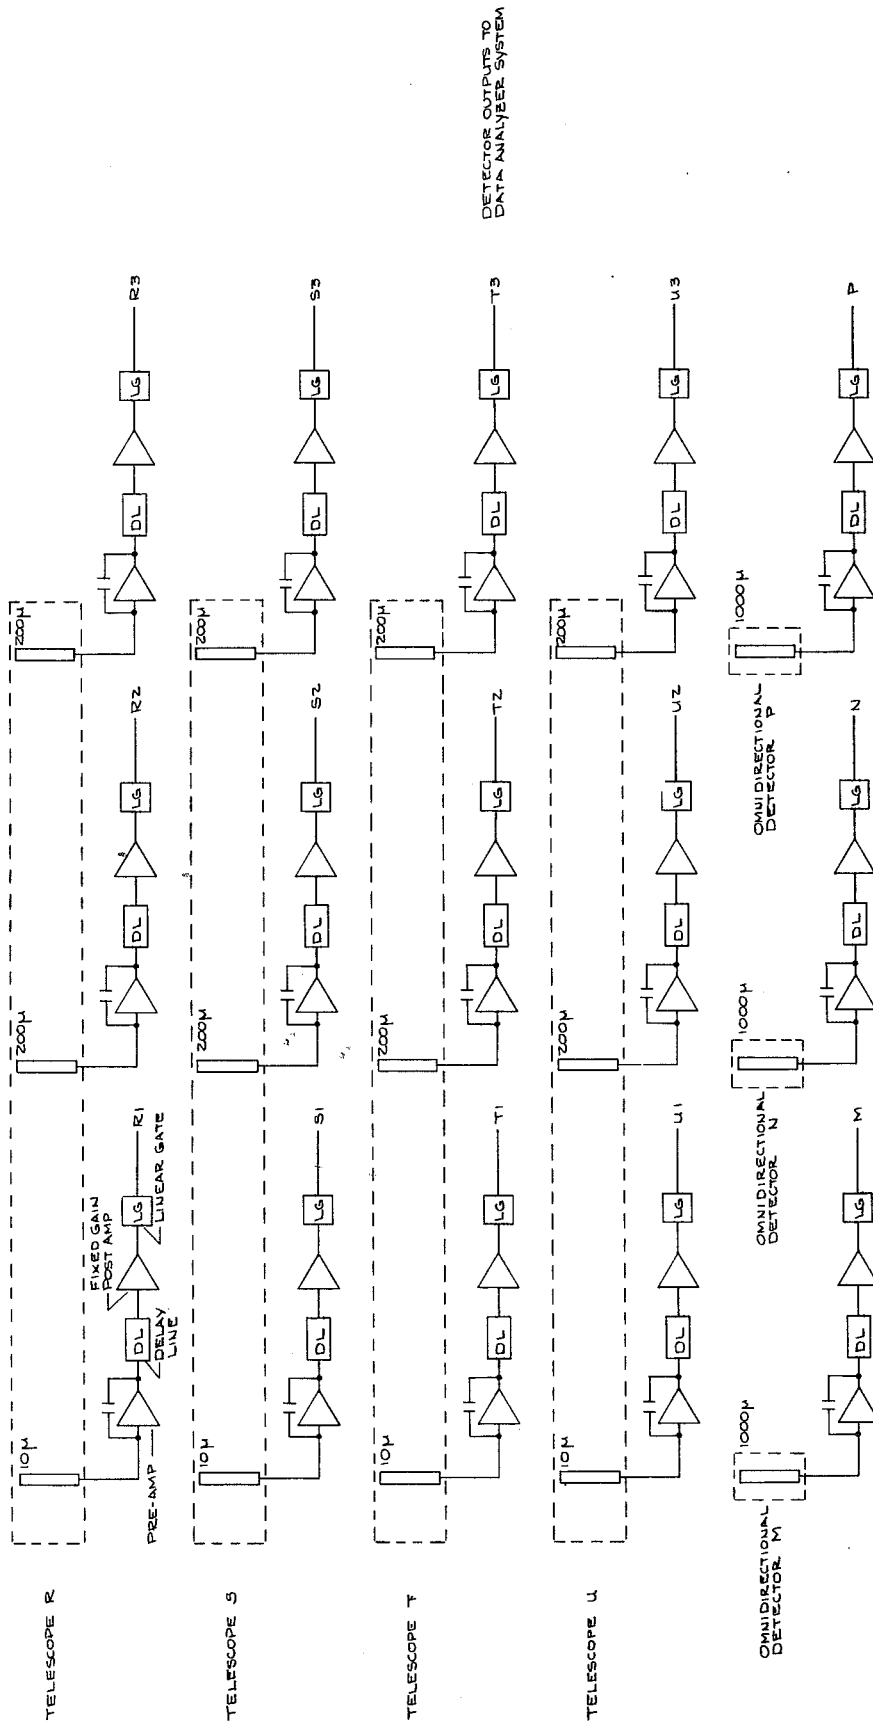 TELESCOPE R
10μ
200μ
200μ
PRE-AMP
DL
DELAY
LINE
FIXED GAIN
POST AMP
LG
LINEAR GATE
R1
DL
LG
R2
DL
LG
R3
TELESCOPE S
10μ
200μ
200μ
DL
LG
S1
DL
LG
S2
DL
LG
S3
TELESCOPE T
10μ
200μ
200μ
DL
LG
T1
DL
LG
T2
DL
LG
T3
DETECTOR OUTPUTS TO
DATA ANALYZER SYSTEM
TELESCOPE U
10μ
200μ
200μ
DL
LG
U1
DL
LG
U2
DL
LG
U3
OMNIDIRECTIONAL
DETECTOR M
1000μ
DL
LG
M
OMNIDIRECTIONAL
DETECTOR N
1000μ
DL
LG
N
OMNIDIRECTIONAL
DETECTOR P
1000μ
DL
LG
P